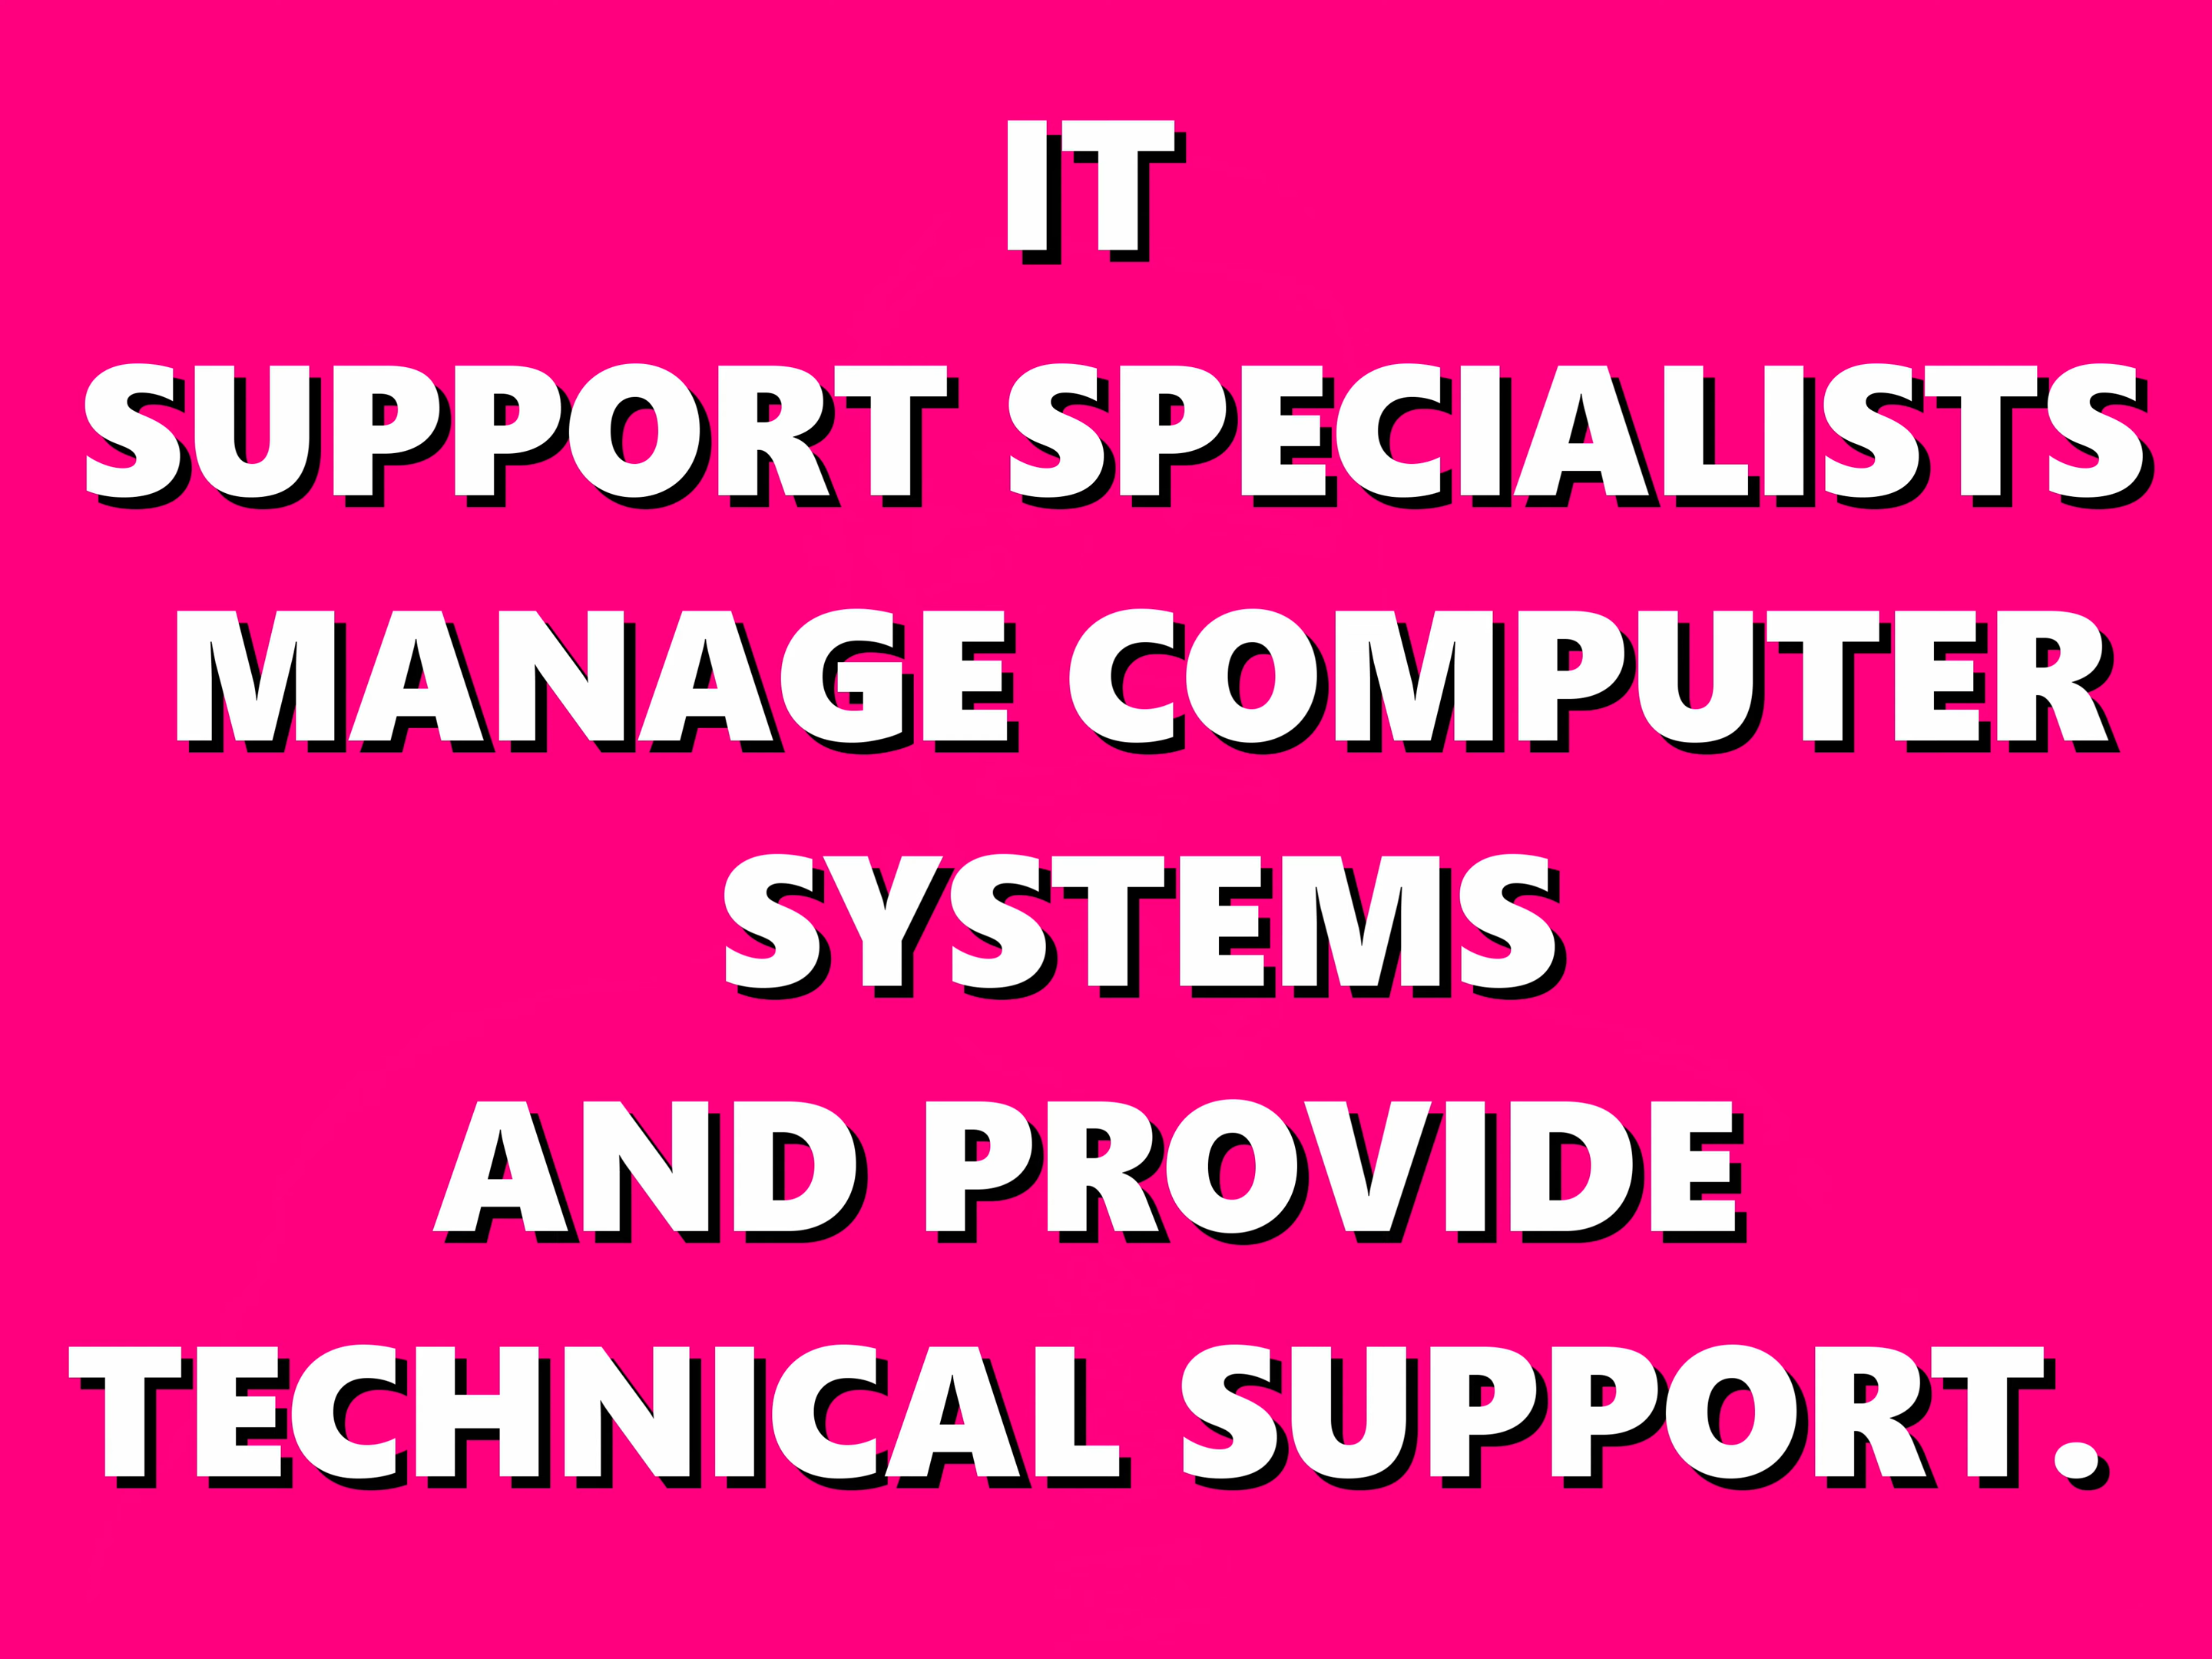 IT
SUPPORT SPECIALISTS
MANAGE COMPUTER
SYSTEMS
AND PROVIDE
TECHNICAL SUPPORT.